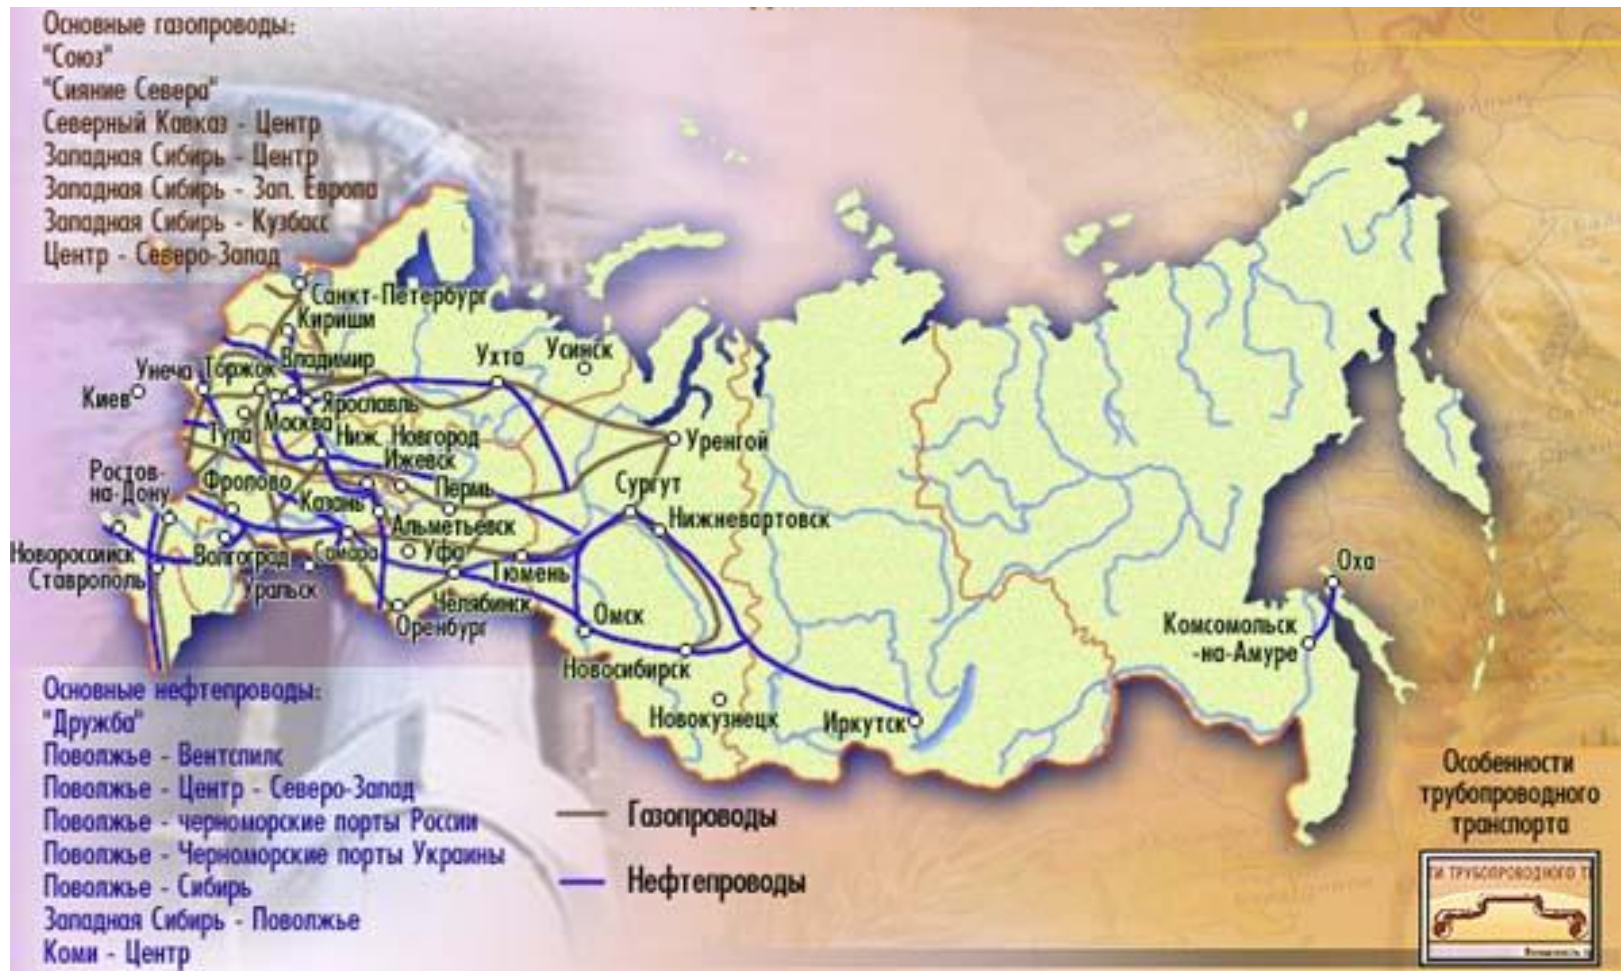 Основные газопроводы:
"Союз"
"Сияние Севера"
Северный Кавказ - Центр
Западная Сибирь - Центр
Западная Сибирь - Зап. Европа
Западная Сибирь - Кузбасс
Центр - Северо-Запад
Санкт-Петербург
Кириши
Унеча
Торжок
Владимир
Ухта
Усинск
Киев
Ярославль
Москва
Тула
Ниж. Новгород
Уренгой
Ижевск
Ростов-
на-Дону
Фролово
Пермь
Сургут
Казань
Альметьевск
Нижневартовск
Новороссийск
Волгоград
Самара
Уфа
Тюмень
Ставрополь
Уральск
Челябинск
Оренбург
Омск
Оха
Комсомольск
-на-Амуре
Новосибирск
Новокузнецк
Иркутск
Основные нефтепроводы:
"Дружба"
Поволжье - Вентспилс
Поволжье - Центр - Северо-Запад
Поволжье - черноморские порты России
Поволжье - Черноморские порты Украины
Поволжье - Сибирь
Западная Сибирь - Поволжье
Коми - Центр
Газопроводы
Нефтепроводы
Особенности
трубопроводного
транспорта
ТИ ТРУБОПРОВОДНОГО Т